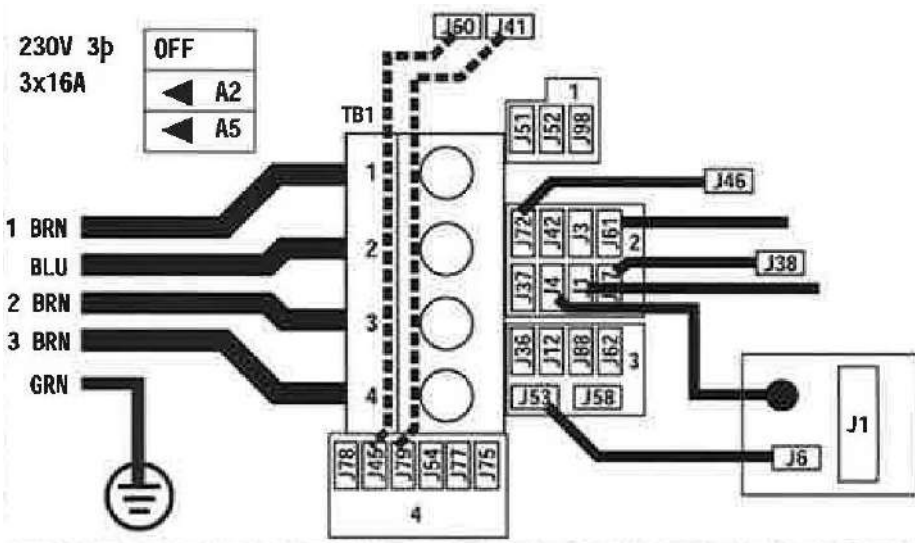 230V 3þ
3x16A
OFF
◀ A2
◀ A5
J60 J41
TB1
1
J51 J52 J98
J46
1
2
3
4
J72 J42 J3 J61
2
J37 J4 J1
J38
J36 J12 J88 J62
3
J53 J58
1 BRN
BLU
2 BRN
3 BRN
GRN
J1
J6
J78 J45 J79 J54 J77 J75
4